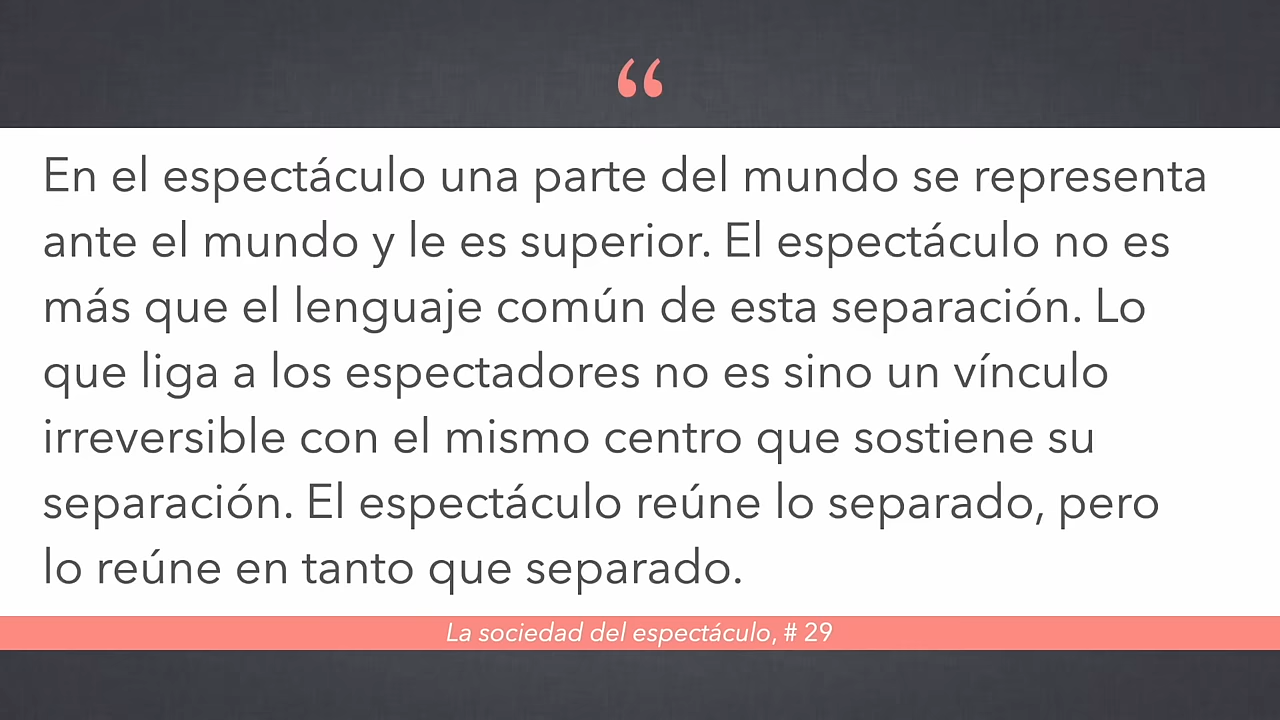 “
En el espectáculo una parte del mundo se representa
ante el mundo y le es superior. El espectáculo no es
más que el lenguaje común de esta separación. Lo
que liga a los espectadores no es sino un vínculo
irreversible con el mismo centro que sostiene su
separación. El espectáculo reúne lo separado, pero
lo reúne en tanto que separado.
La sociedad del espectáculo, # 29